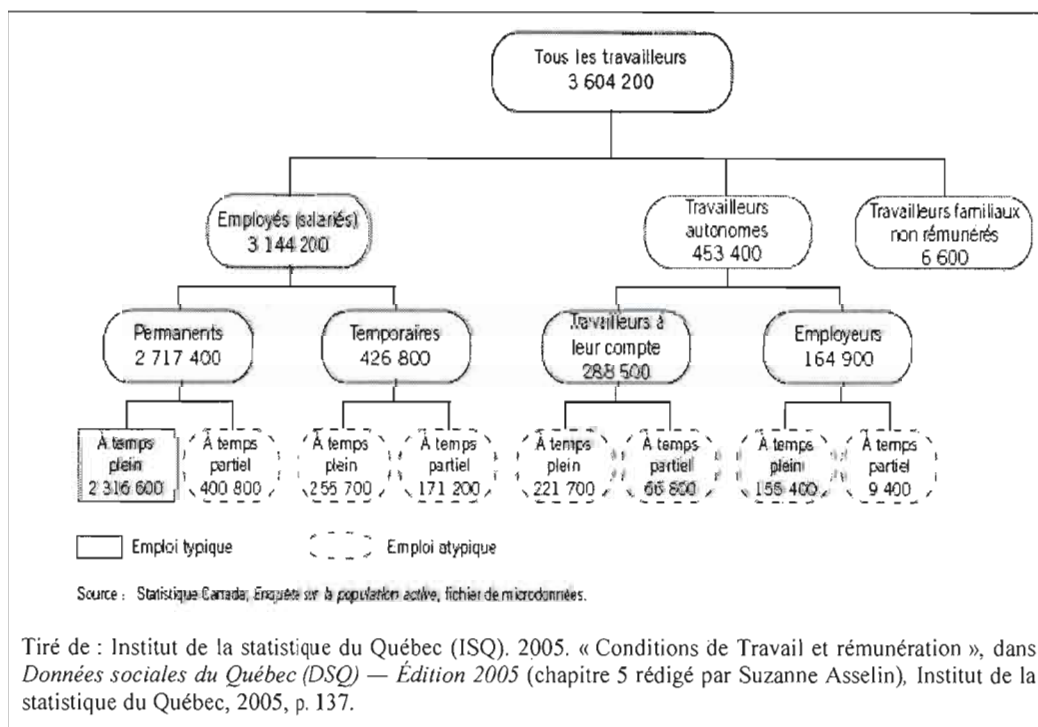 Tous les travailleurs
3 604 200
Employés (salariés)
3 144 200
Travailleurs
autonomes
453 400
Travailleurs familiaux
non rémunérés
6 600
Permanents
2 717 400
Temporaires
426 800
Travailleurs à
leur compte
288 500
Employeurs
164 900
À temps
plein
2 316 600
À temps
partiel
400 800
À temps
plein
255 700
À temps
partiel
171 200
À temps
plein
221 700
À temps
partiel
66 800
À temps
plein
155 400
À temps
partiel
9 400
Emploi typique
Emploi atypique
Source : Statistique Canada, Enquête sur la population active, fichier de microdonnées.
Tiré de : Institut de la statistique du Québec (ISQ). 2005. « Conditions de Travail et rémunération », dans
Données sociales du Québec (DSQ) — Édition 2005 (chapitre 5 rédigé par Suzanne Asselin), Institut de la
statistique du Québec, 2005, p. 137.